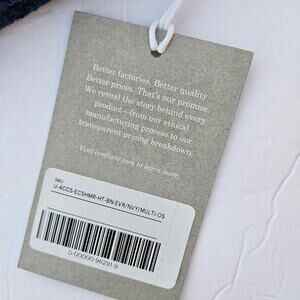 Better factories. Better quality.
Better prices. That's our promise.
We reveal the story behind every
product—from our ethical
manufacturing process to our
transparent pricing breakdown.
Visit everlane.com to learn more.
SKU
U-ACCS-ECSHMR-HT-BN-EVR/NVY/MULTI-OS
0-00000-96291-9